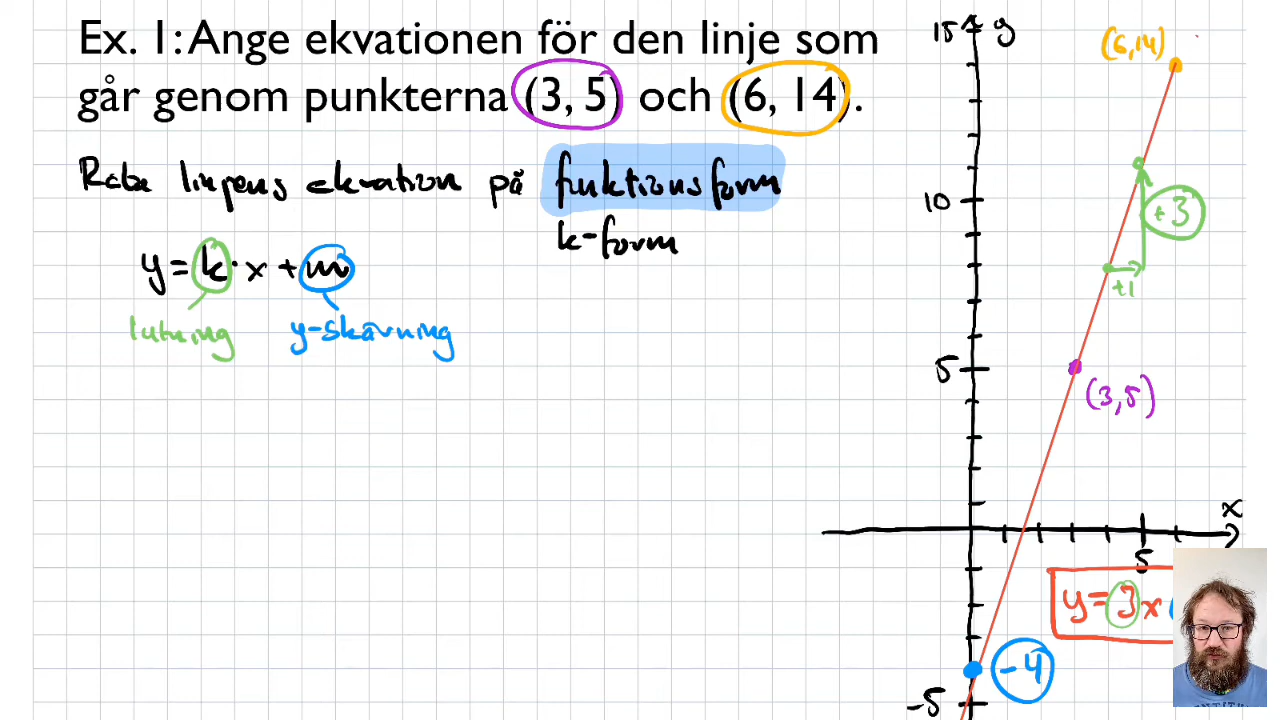 Ex. 1: Ange ekvationen för den linje som
går genom punkterna (3, 5) och (6, 14).
Räta linjens ekvation på funktionsform
k-form
y = k · x + m
lutning y-skärning
15 y
(6,14)
10
+3
+1
5
(3,5)
x
5
y = 3x
-4
-5